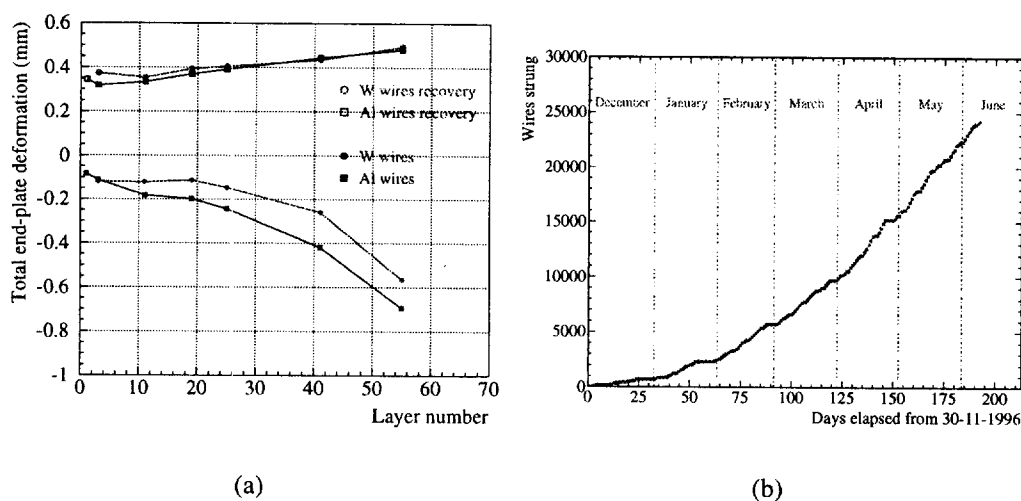 Total end-plate deformation (mm)
0.6
0.4
0.2
0
-0.2
-0.4
-0.6
-0.8
-1
W wires recovery
Al wires recovery
W wires
Al wires
0 10 20 30 40 50 60 70
Layer number
(a)
Wires strung
30000
25000
20000
15000
10000
5000
0
December January February March April May June
0 25 50 75 100 125 150 175 200
Days elapsed from 30-11-1996
(b)